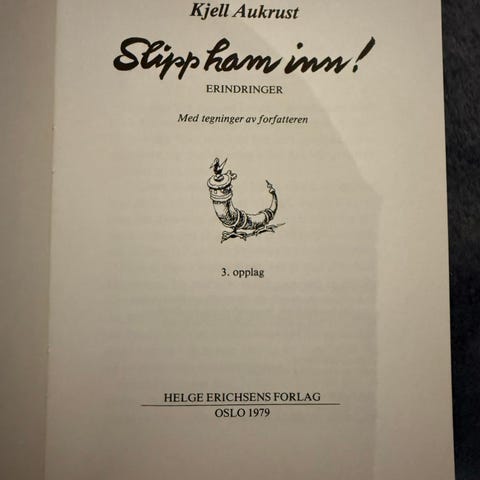 Kjell Aukrust
Slipp ham inn!
ERINDRINGER
Med tegninger av forfatteren
3. opplag
HELGE ERICHSENS FORLAG
OSLO 1979